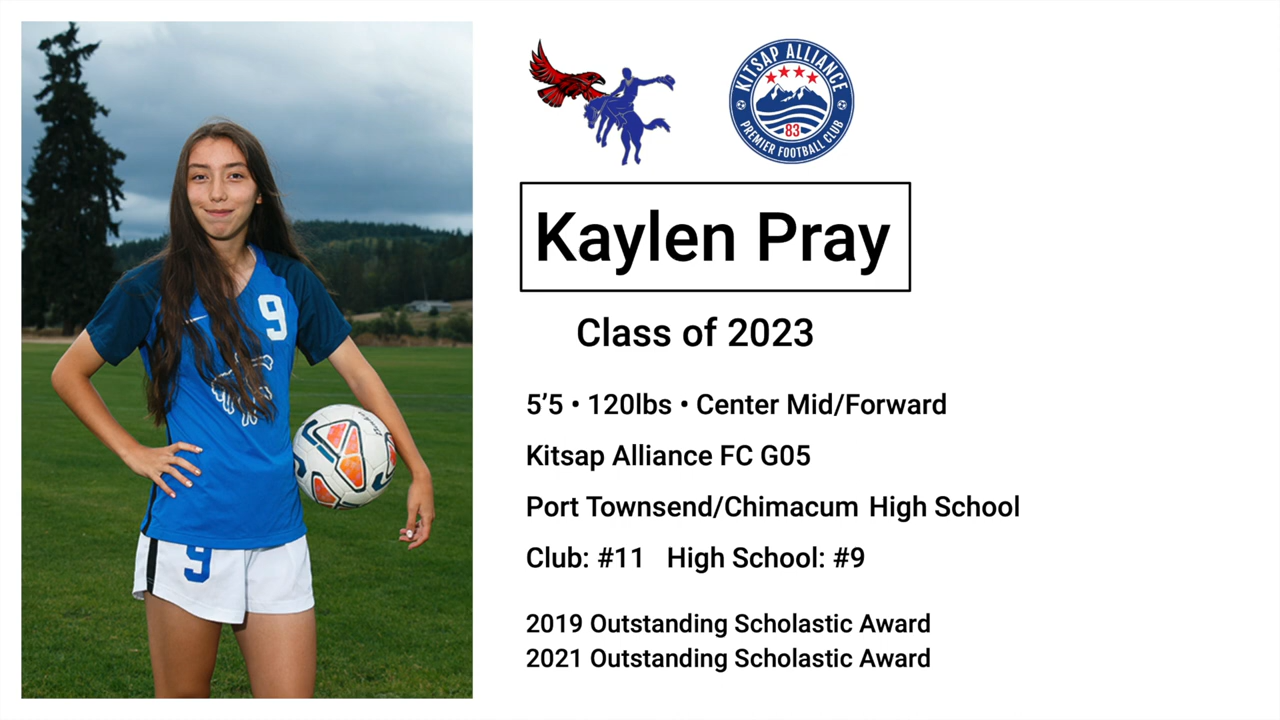 KITSAP ALLIANCE
83
PREMIER FOOTBALL CLUB
Kaylen Pray
Class of 2023
9
5’5 • 120lbs • Center Mid/Forward
Kitsap Alliance FC G05
Port Townsend/Chimacum High School
Club: #11 High School: #9
9
2019 Outstanding Scholastic Award
2021 Outstanding Scholastic Award